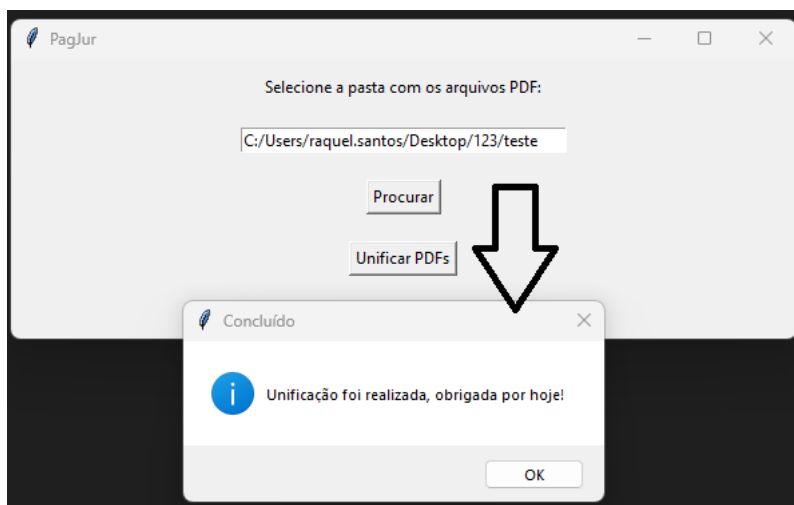 PagJur
Selecione a pasta com os arquivos PDF:
C:/Users/raquel.santos/Desktop/123/teste
Procurar
Unificar PDFs
Concluído
Unificação foi realizada, obrigada por hoje!
OK